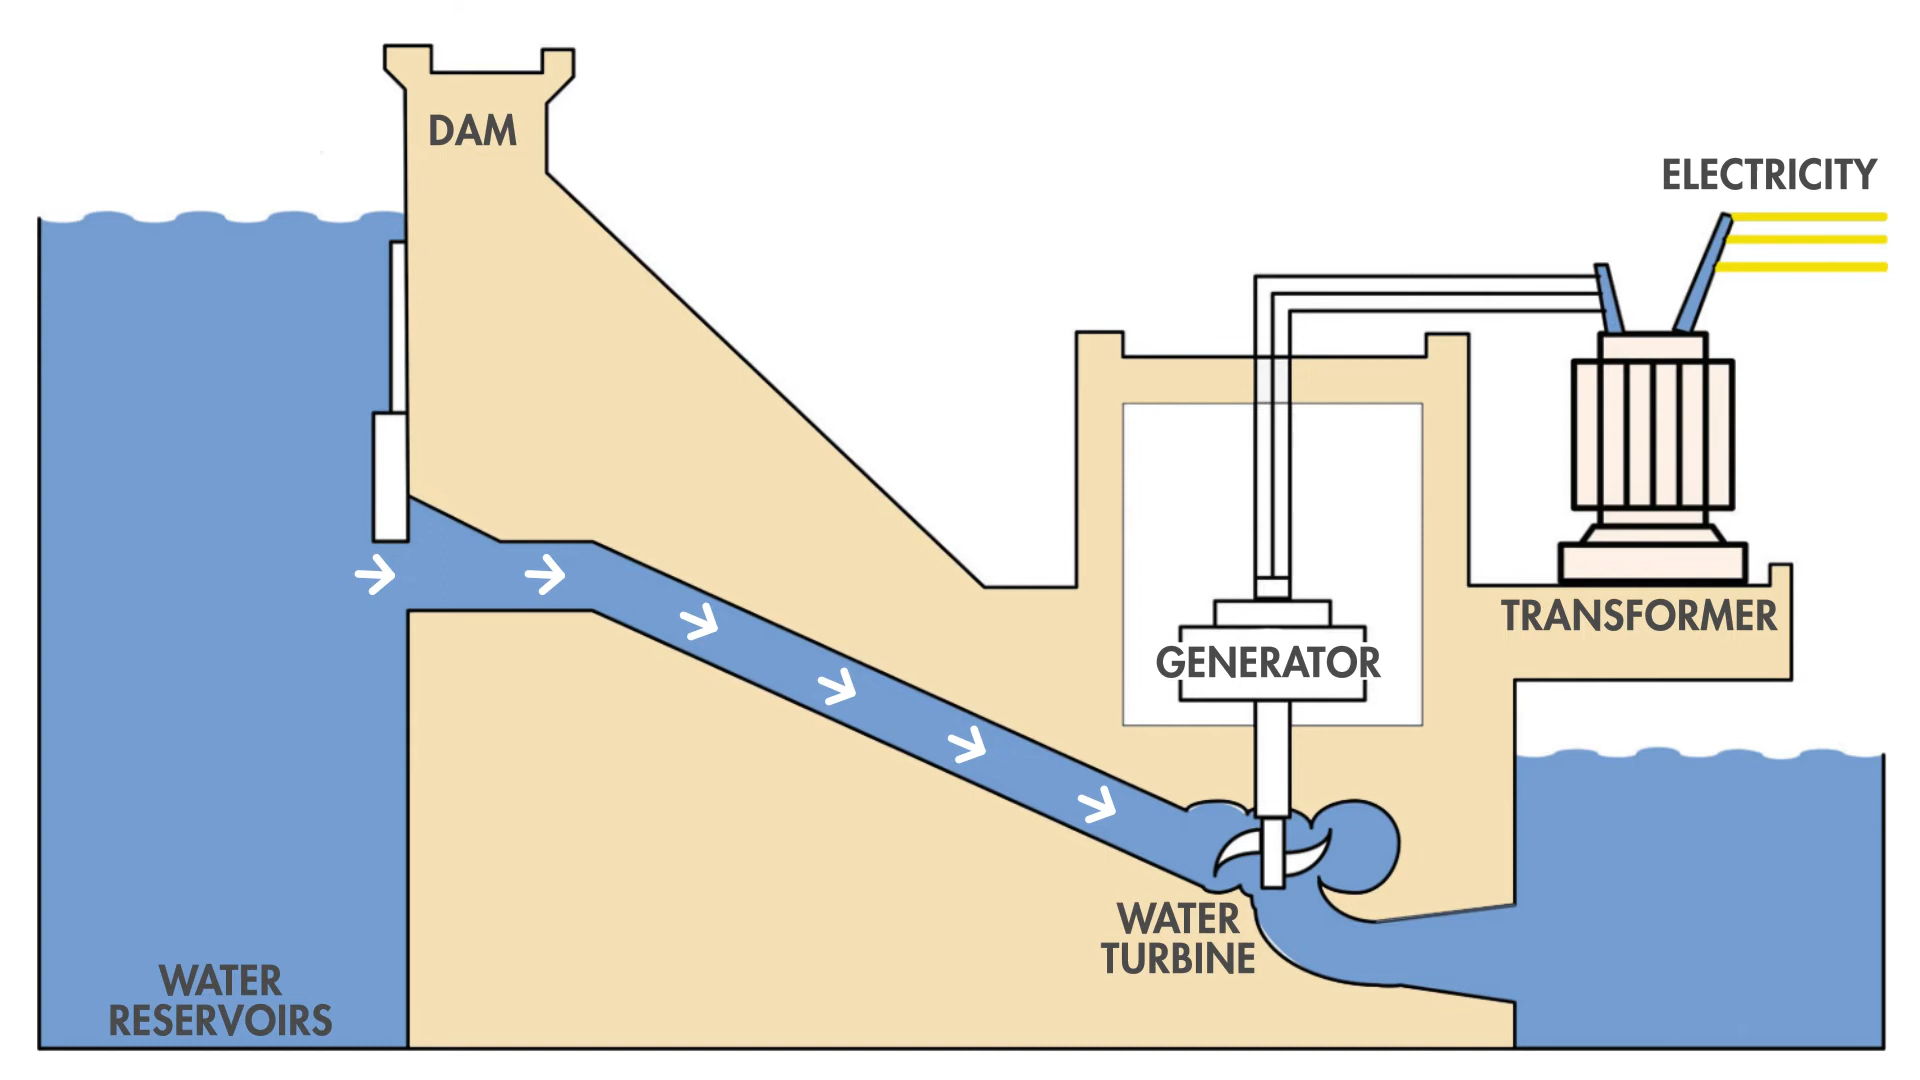 DAM
ELECTRICITY
TRANSFORMER
GENERATOR
WATER
TURBINE
WATER
RESERVOIRS